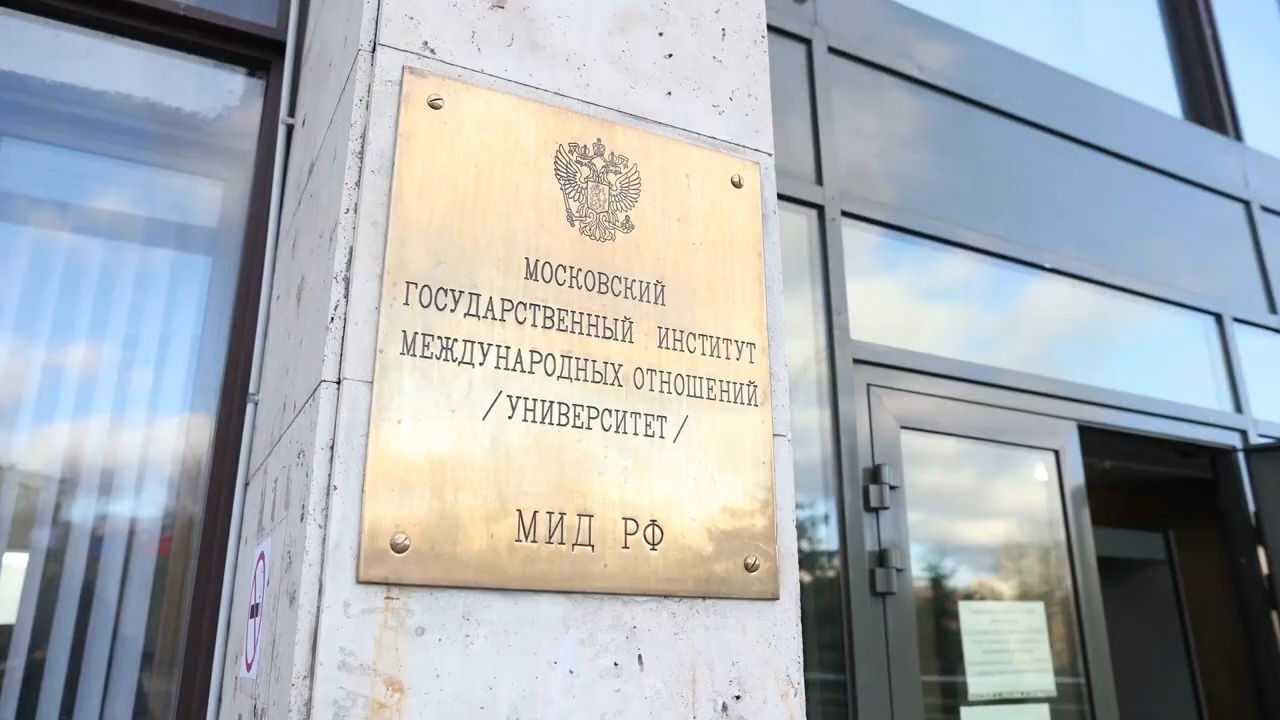 МОСКОВСКИЙ
ГОСУДАРСТВЕННЫЙ ИНСТИТУТ
МЕЖДУНАРОДНЫХ ОТНОШЕНИЙ
/УНИВЕРСИТЕТ/
МИД РФ